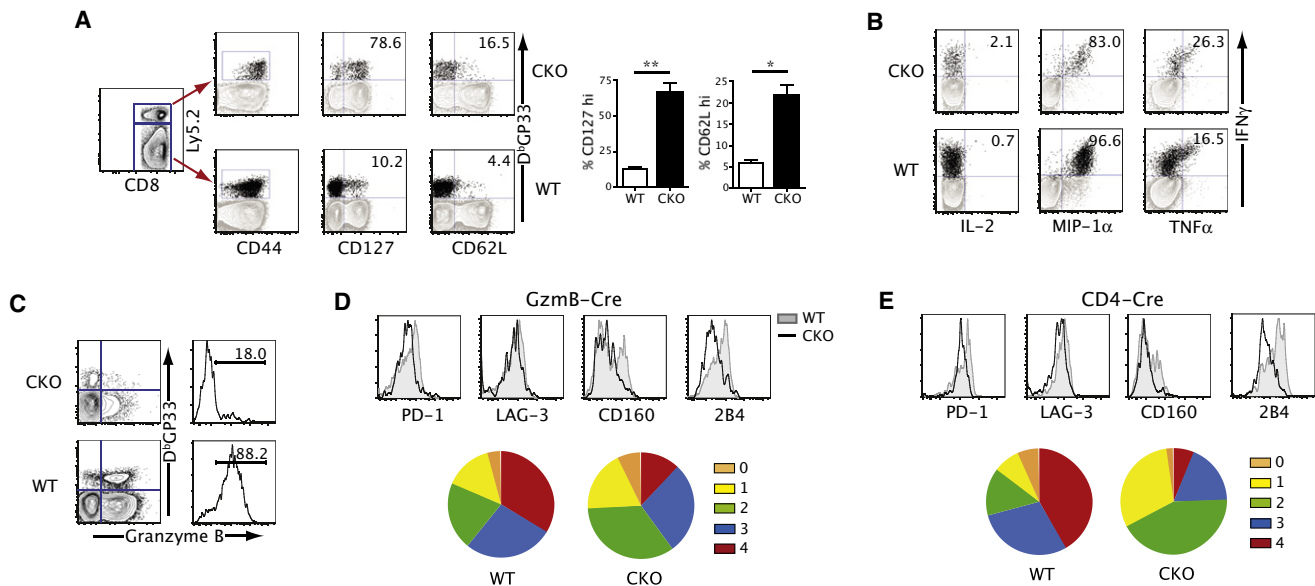 A
78.6
16.5
CKO
Ly5.2
DbGP33
CD8
10.2
4.4
WT
CD44
CD127
CD62L
**
% CD127 hi
75
50
25
0
WT
CKO
*
% CD62L hi
25
20
15
10
5
0
WT
CKO
B
CKO
2.1
83.0
26.3
IFNγ
WT
0.7
96.6
16.5
IL-2
MIP-1α
TNFα
C
CKO
18.0
DbGP33
WT
88.2
Granzyme B
D
GzmB-Cre
WT
CKO
PD-1
LAG-3
CD160
2B4
0
1
2
3
4
WT
CKO
E
CD4-Cre
PD-1
LAG-3
CD160
2B4
0
1
2
3
4
WT
CKO